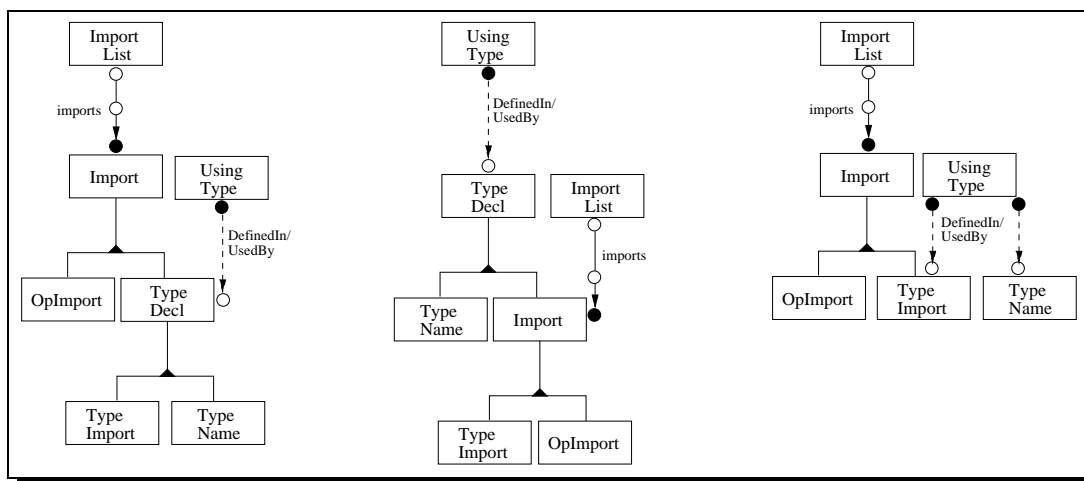 Import
List
imports
Import
Using
Type
DefinedIn/
UsedBy
OpImport
Type
Decl
Type
Import
Type
Name
Using
Type
DefinedIn/
UsedBy
Type
Decl
Import
List
imports
Type
Name
Import
Type
Import
OpImport
Import
List
imports
Import
Using
Type
DefinedIn/
UsedBy
OpImport
Type
Import
Type
Name